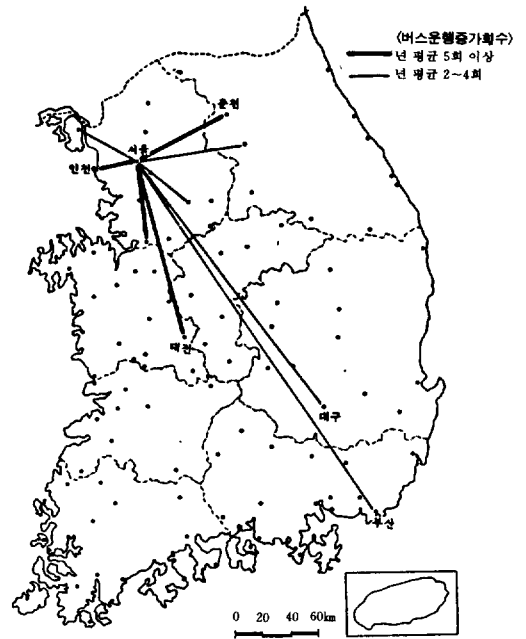 〈버스운행증가횟수〉
년 평균 5회 이상
년 평균 2~4회
춘천
서울
인천
대전
대구
부산
0 20 40 60km